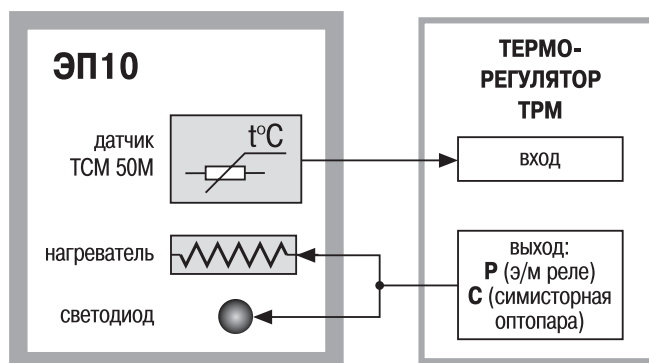 ЭП10
датчик
ТСМ 50М
t°C
нагреватель
светодиод
ТЕРМО-
РЕГУЛЯТОР
ТРМ
вход
выход:
Р (э/м реле)
С (симисторная
оптопара)